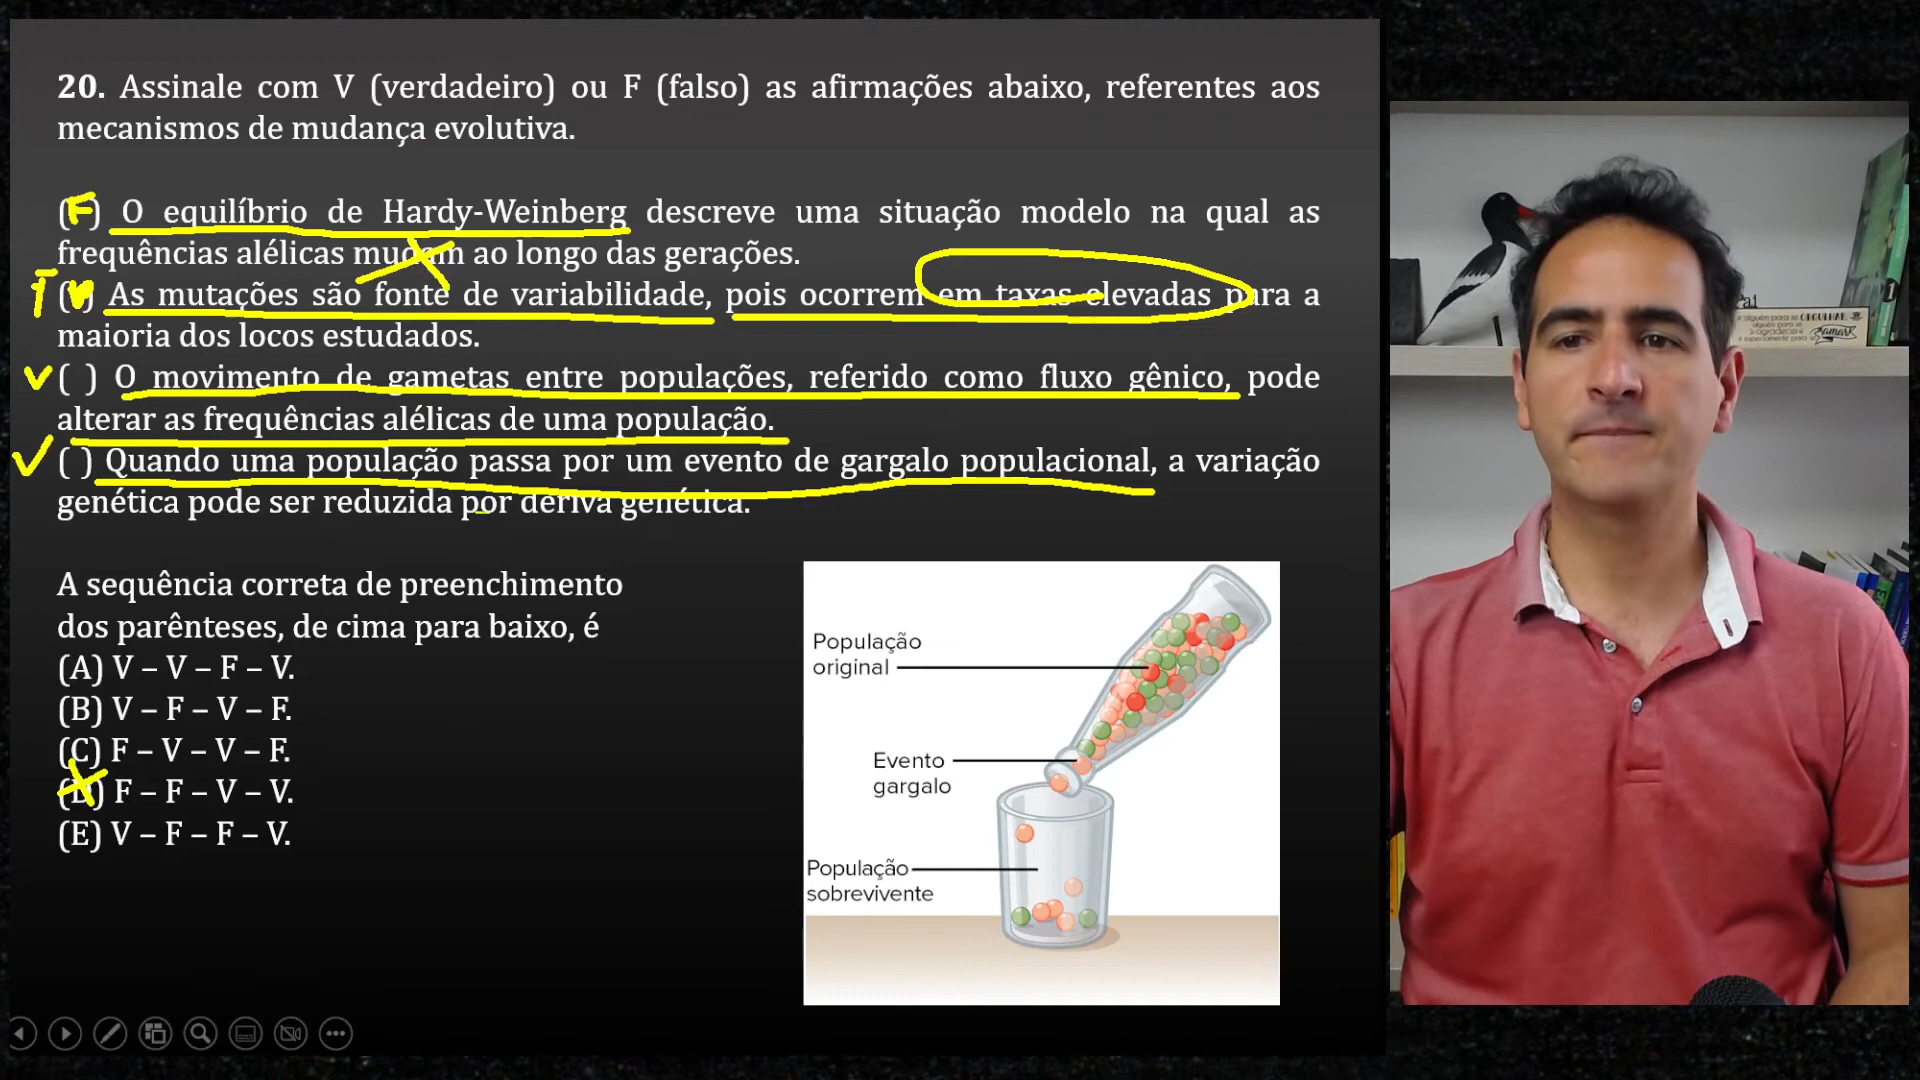 20. Assinale com V (verdadeiro) ou F (falso) as afirmações abaixo, referentes aos
mecanismos de mudança evolutiva.
(F) O equilíbrio de Hardy-Weinberg descreve uma situação modelo na qual as
frequências alélicas mudam ao longo das gerações.
( ) As mutações são fonte de variabilidade, pois ocorrem em taxas elevadas para a
maioria dos locos estudados.
V ( ) O movimento de gametas entre populações, referido como fluxo gênico, pode
alterar as frequências alélicas de uma população.
V ( ) Quando uma população passa por um evento de gargalo populacional, a variação
genética pode ser reduzida por deriva genética.
A sequência correta de preenchimento
dos parênteses, de cima para baixo, é
(A) V – V – F – V.
(B) V – F – V – F.
(C) F – V – V – F.
(D) F – F – V – V.
(E) V – F – F – V.
População
original
Evento
gargalo
População
sobrevivente
ORGULHAR
1